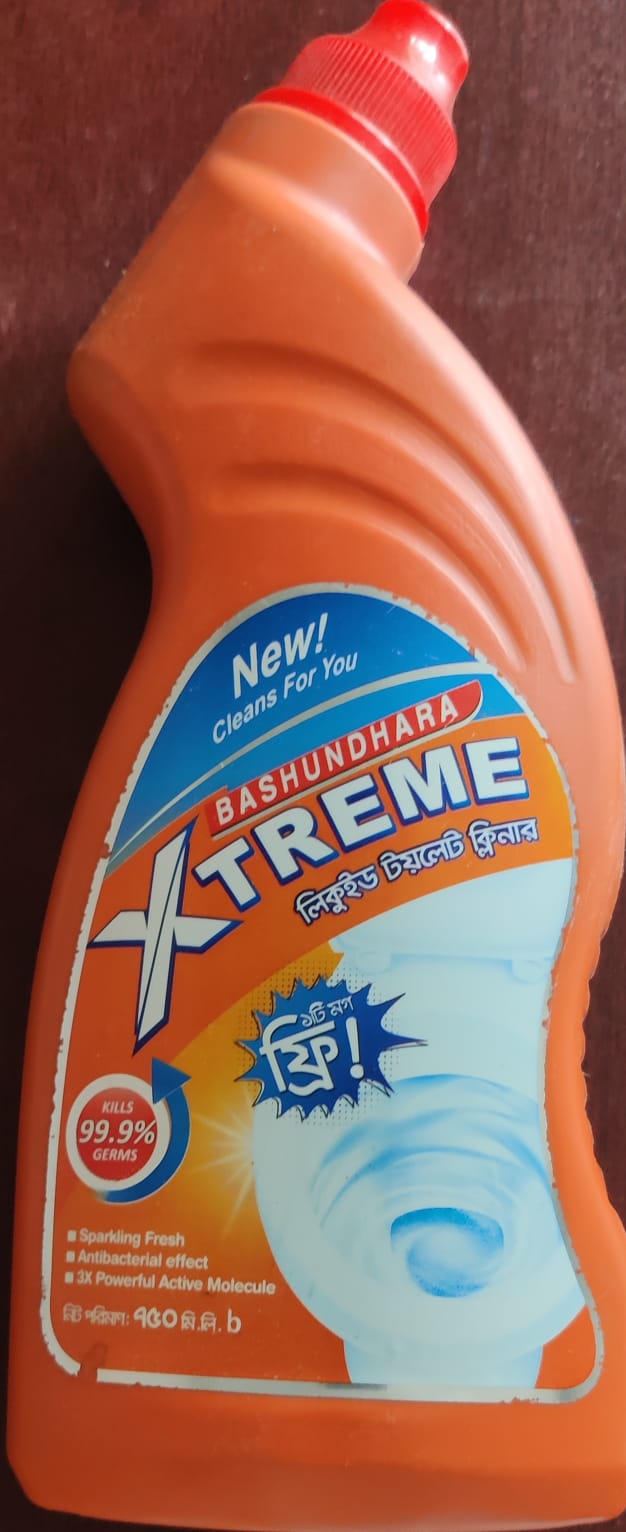 New!
Cleans For You
BASHUNDHARA
XTREME
লিকুইড টয়লেট ক্লিনার
১টি মগ
ফ্রি!
KILLS
99.9%
GERMS
Sparkling Fresh
Antibacterial effect
3X Powerful Active Molecule
নিট পরিমাণ: ৭৫০ মি.লি. b